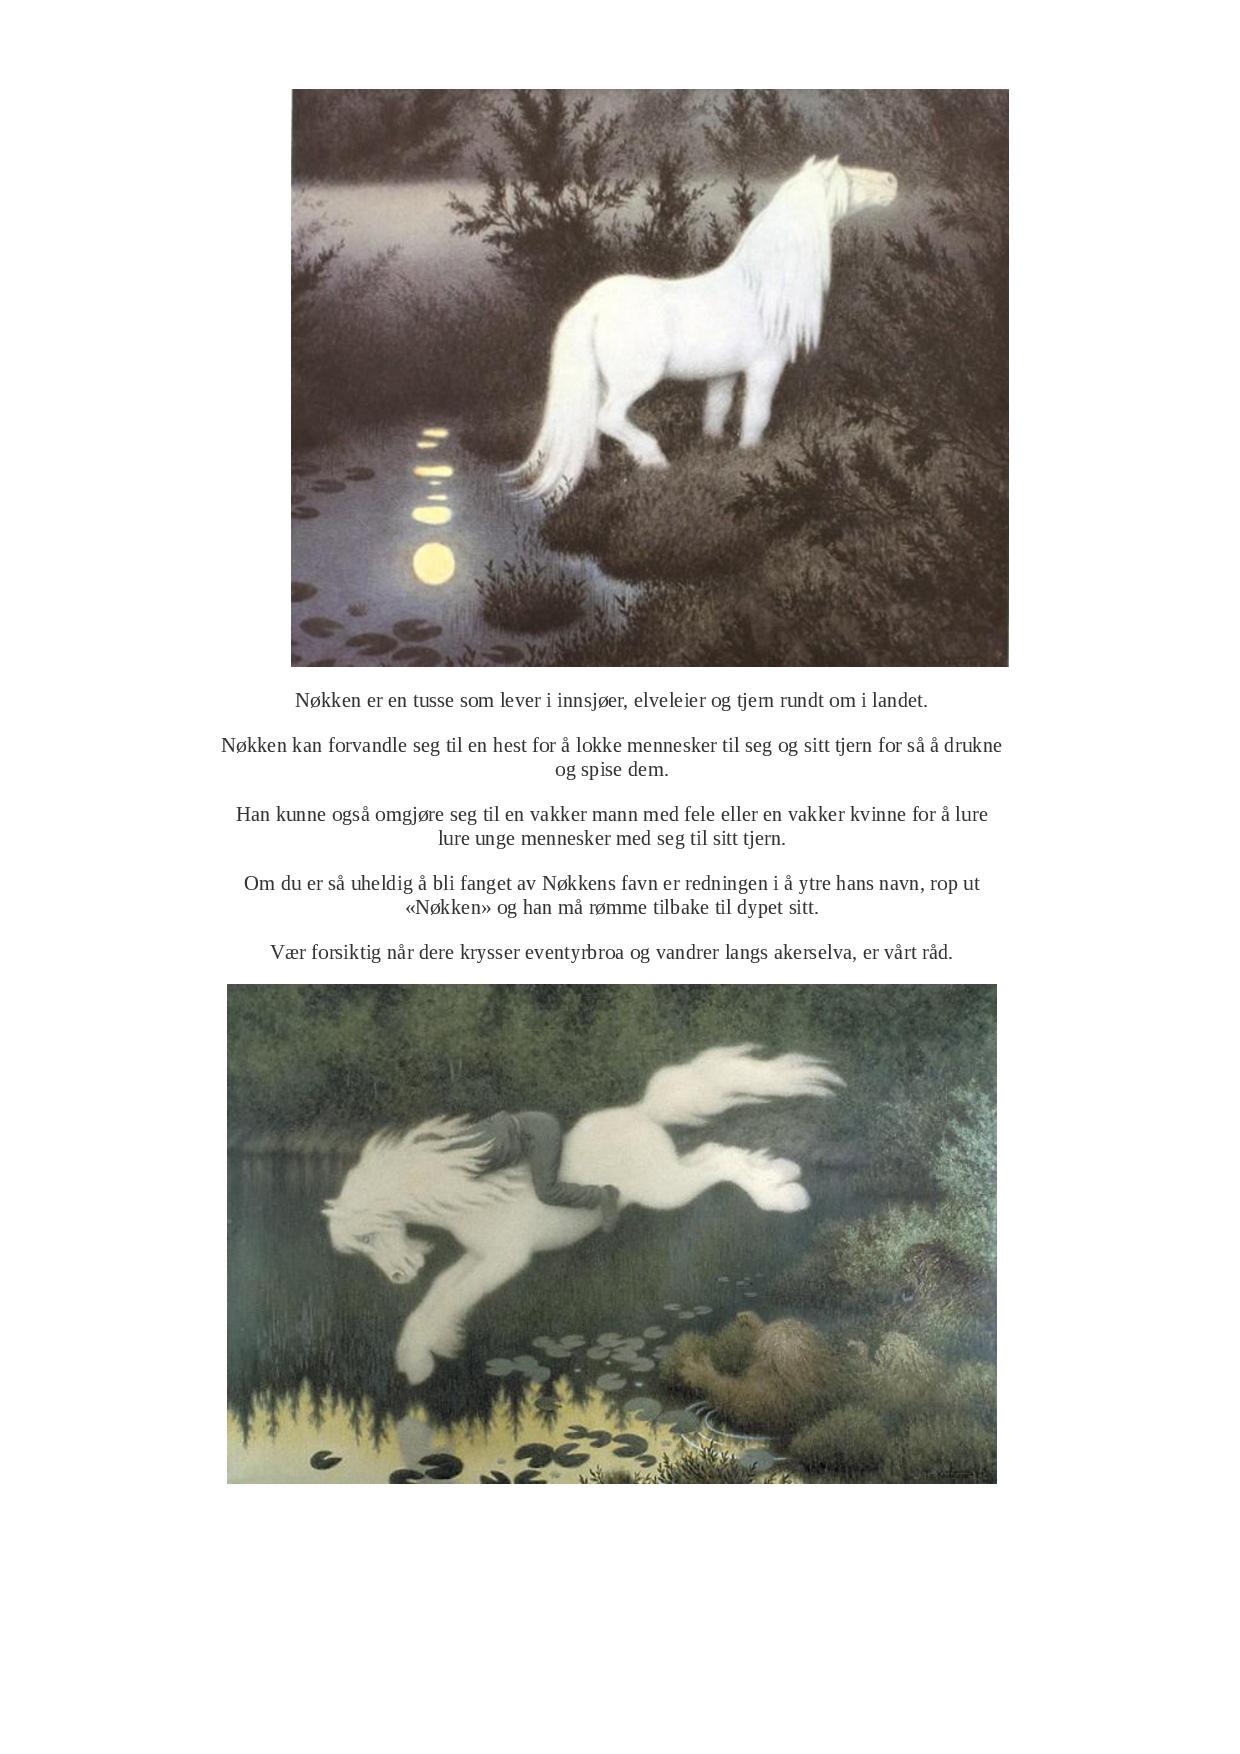 Nøkken er en tusse som lever i innsjøer, elveleier og tjern rundt om i landet.
Nøkken kan forvandle seg til en hest for å lokke mennesker til seg og sitt tjern for så å drukne
og spise dem.
Han kunne også omgjøre seg til en vakker mann med fele eller en vakker kvinne for å lure
lure unge mennesker med seg til sitt tjern.
Om du er så uheldig å bli fanget av Nøkkens favn er redningen i å ytre hans navn, rop ut
«Nøkken» og han må rømme tilbake til dypet sitt.
Vær forsiktig når dere krysser eventyrbroa og vandrer langs akerselva, er vårt råd.